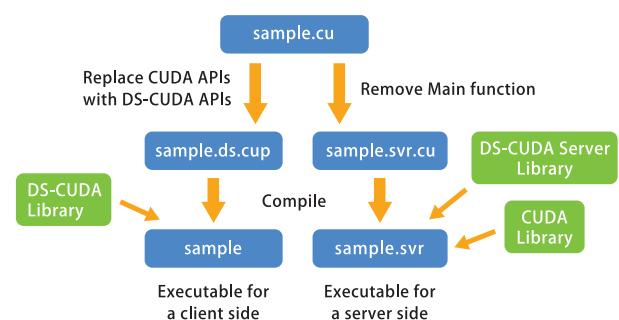 sample.cu
Replace CUDA APIs
with DS-CUDA APIs
Remove Main function
sample.ds.cup
sample.svr.cu
DS-CUDA Server
Library
DS-CUDA
Library
Compile
CUDA
Library
sample
sample.svr
Executable for
a client side
Executable for
a server side